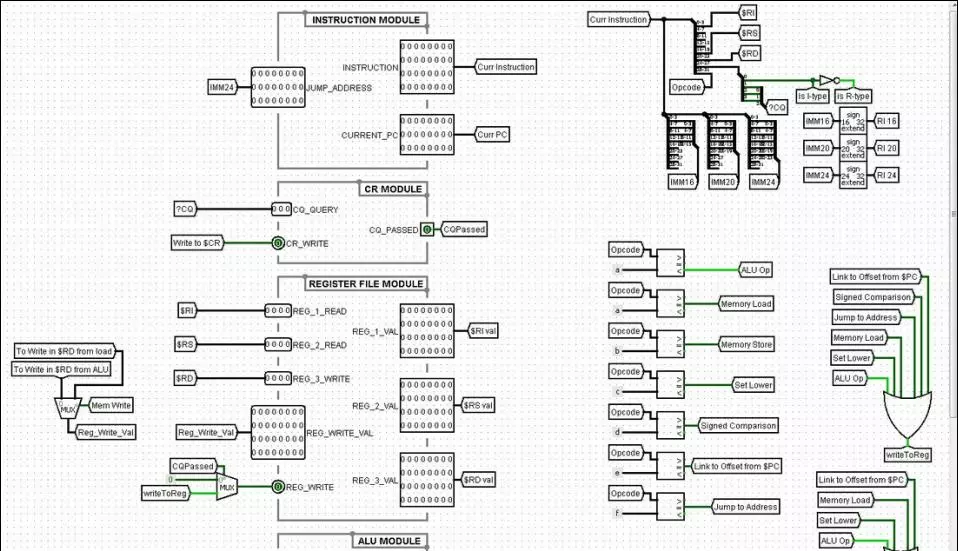 INSTRUCTION MODULE
INSTRUCTION
Curr Instruction
IMM24
JUMP_ADDRESS
CURRENT_PC
Curr PC
CR MODULE
?CQ
CQ_QUERY
CQ_PASSED
CQPassed
Write to $CR
CR_WRITE
REGISTER FILE MODULE
$RI
REG_1_READ
REG_1_VAL
$RI val
$RS
REG_2_READ
$RD
REG_3_WRITE
REG_2_VAL
$RS val
To Write in $RD from load
To Write in $RD from ALU
MUX
Mem Write
Reg_Write_Val
Reg_Write_Val
REG_WRITE_VAL
CQPassed
0
writeToReg
MUX
REG_WRITE
REG_3_VAL
$RD val
ALU MODULE
Curr Instruction
$RI
$RS
$RD
Opcode
?CQ
is I-type
is R-type
IMM16
IMM20
IMM24
IMM16
sign
16 32
extend
RI 16
IMM20
sign
20 32
extend
RI 20
IMM24
sign
24 32
extend
RI 24
Opcode
a
ALU Op
Opcode
a
Memory Load
Opcode
b
Memory Store
Opcode
c
Set Lower
Opcode
d
Signed Comparison
Opcode
e
Link to Offset from $PC
Opcode
f
Jump to Address
Link to Offset from $PC
Signed Comparison
Jump to Address
Memory Load
Set Lower
ALU Op
writeToReg
Link to Offset from $PC
Memory Load
Set Lower
ALU Op